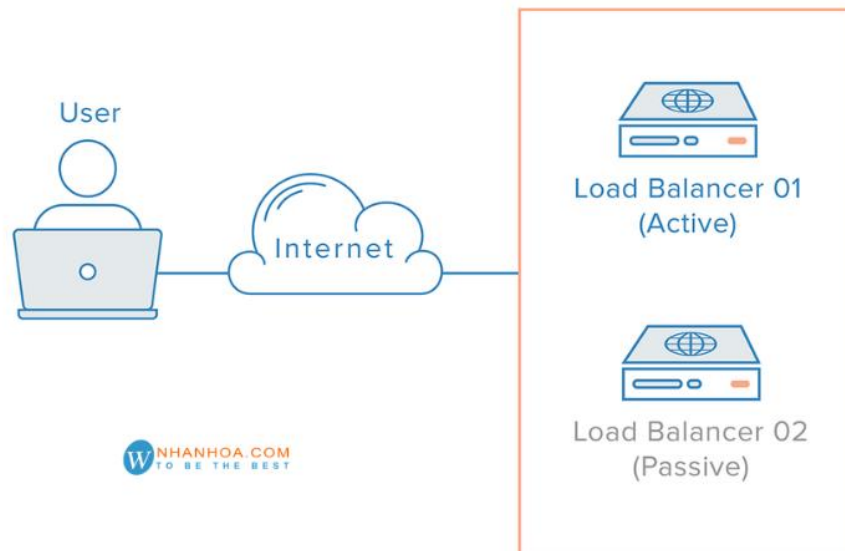 User
Internet
Load Balancer 01
(Active)
Load Balancer 02
(Passive)
W NHANHOA.COM
TO BE THE BEST